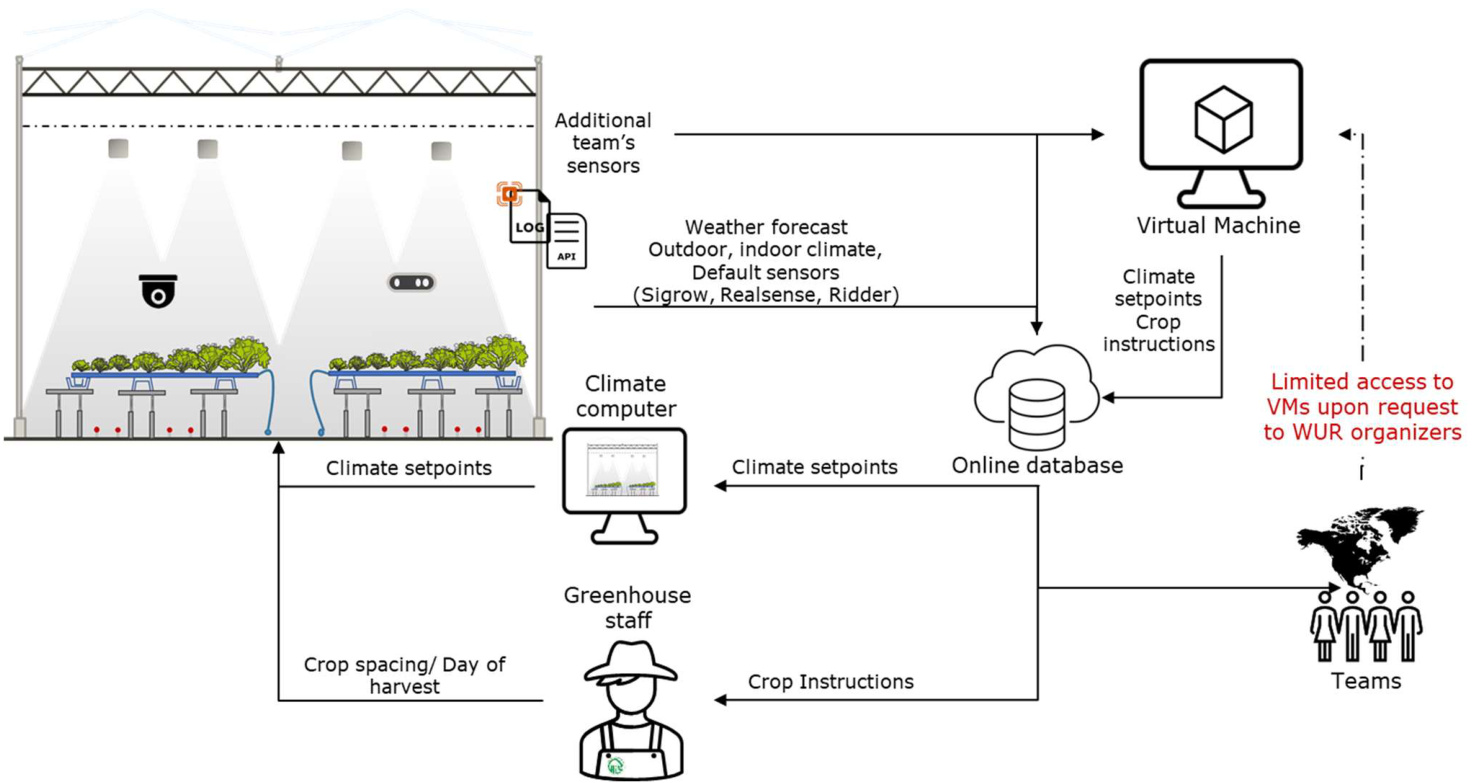 Additional
team's
sensors
LOG
API
Weather forecast
Outdoor, indoor climate,
Default sensors
(Sigrow, Realsense, Ridder)
Virtual Machine
Climate
setpoints
Crop
instructions
Limited access to
VMs upon request
to WUR organizers
Climate
computer
Online database
Climate setpoints
Climate setpoints
Greenhouse
staff
Crop spacing/ Day of
harvest
Crop Instructions
Teams